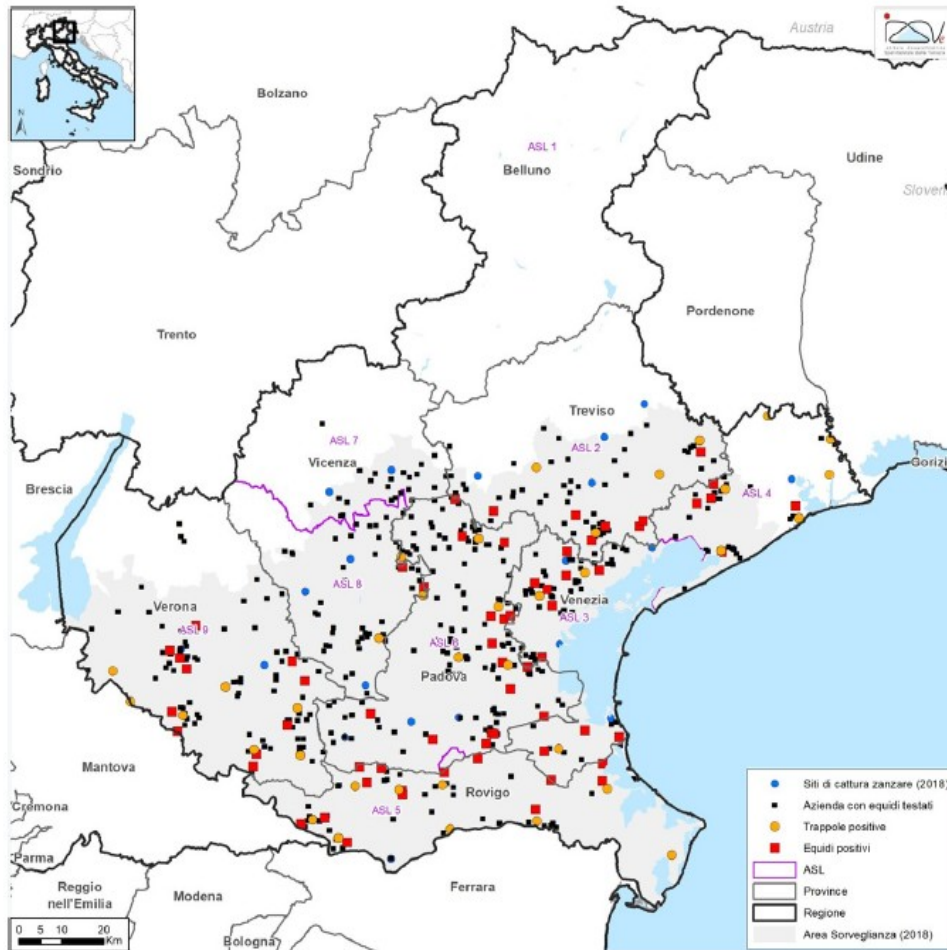 Austria
Bolzano
ASL 1
Belluno
Udine
Sondrio
Pordenone
Trento
Treviso
ASL 7
ASL 2
Vicenza
ASL 4
Brescia
ASL 8
Verona
Venezia
ASL 9
ASL 3
Padova
Mantova
Cremona
Rovigo
ASL 5
Parma
Reggio
nell'Emilia
Modena
Ferrara
Bologna
N
0 5 10 20
Km
Siti di cattura zanzare (2018)
Azienda con equidi testati
Trappole positive
Equidi positivi
ASL
Province
Regione
Area Sorveglianza (2018)